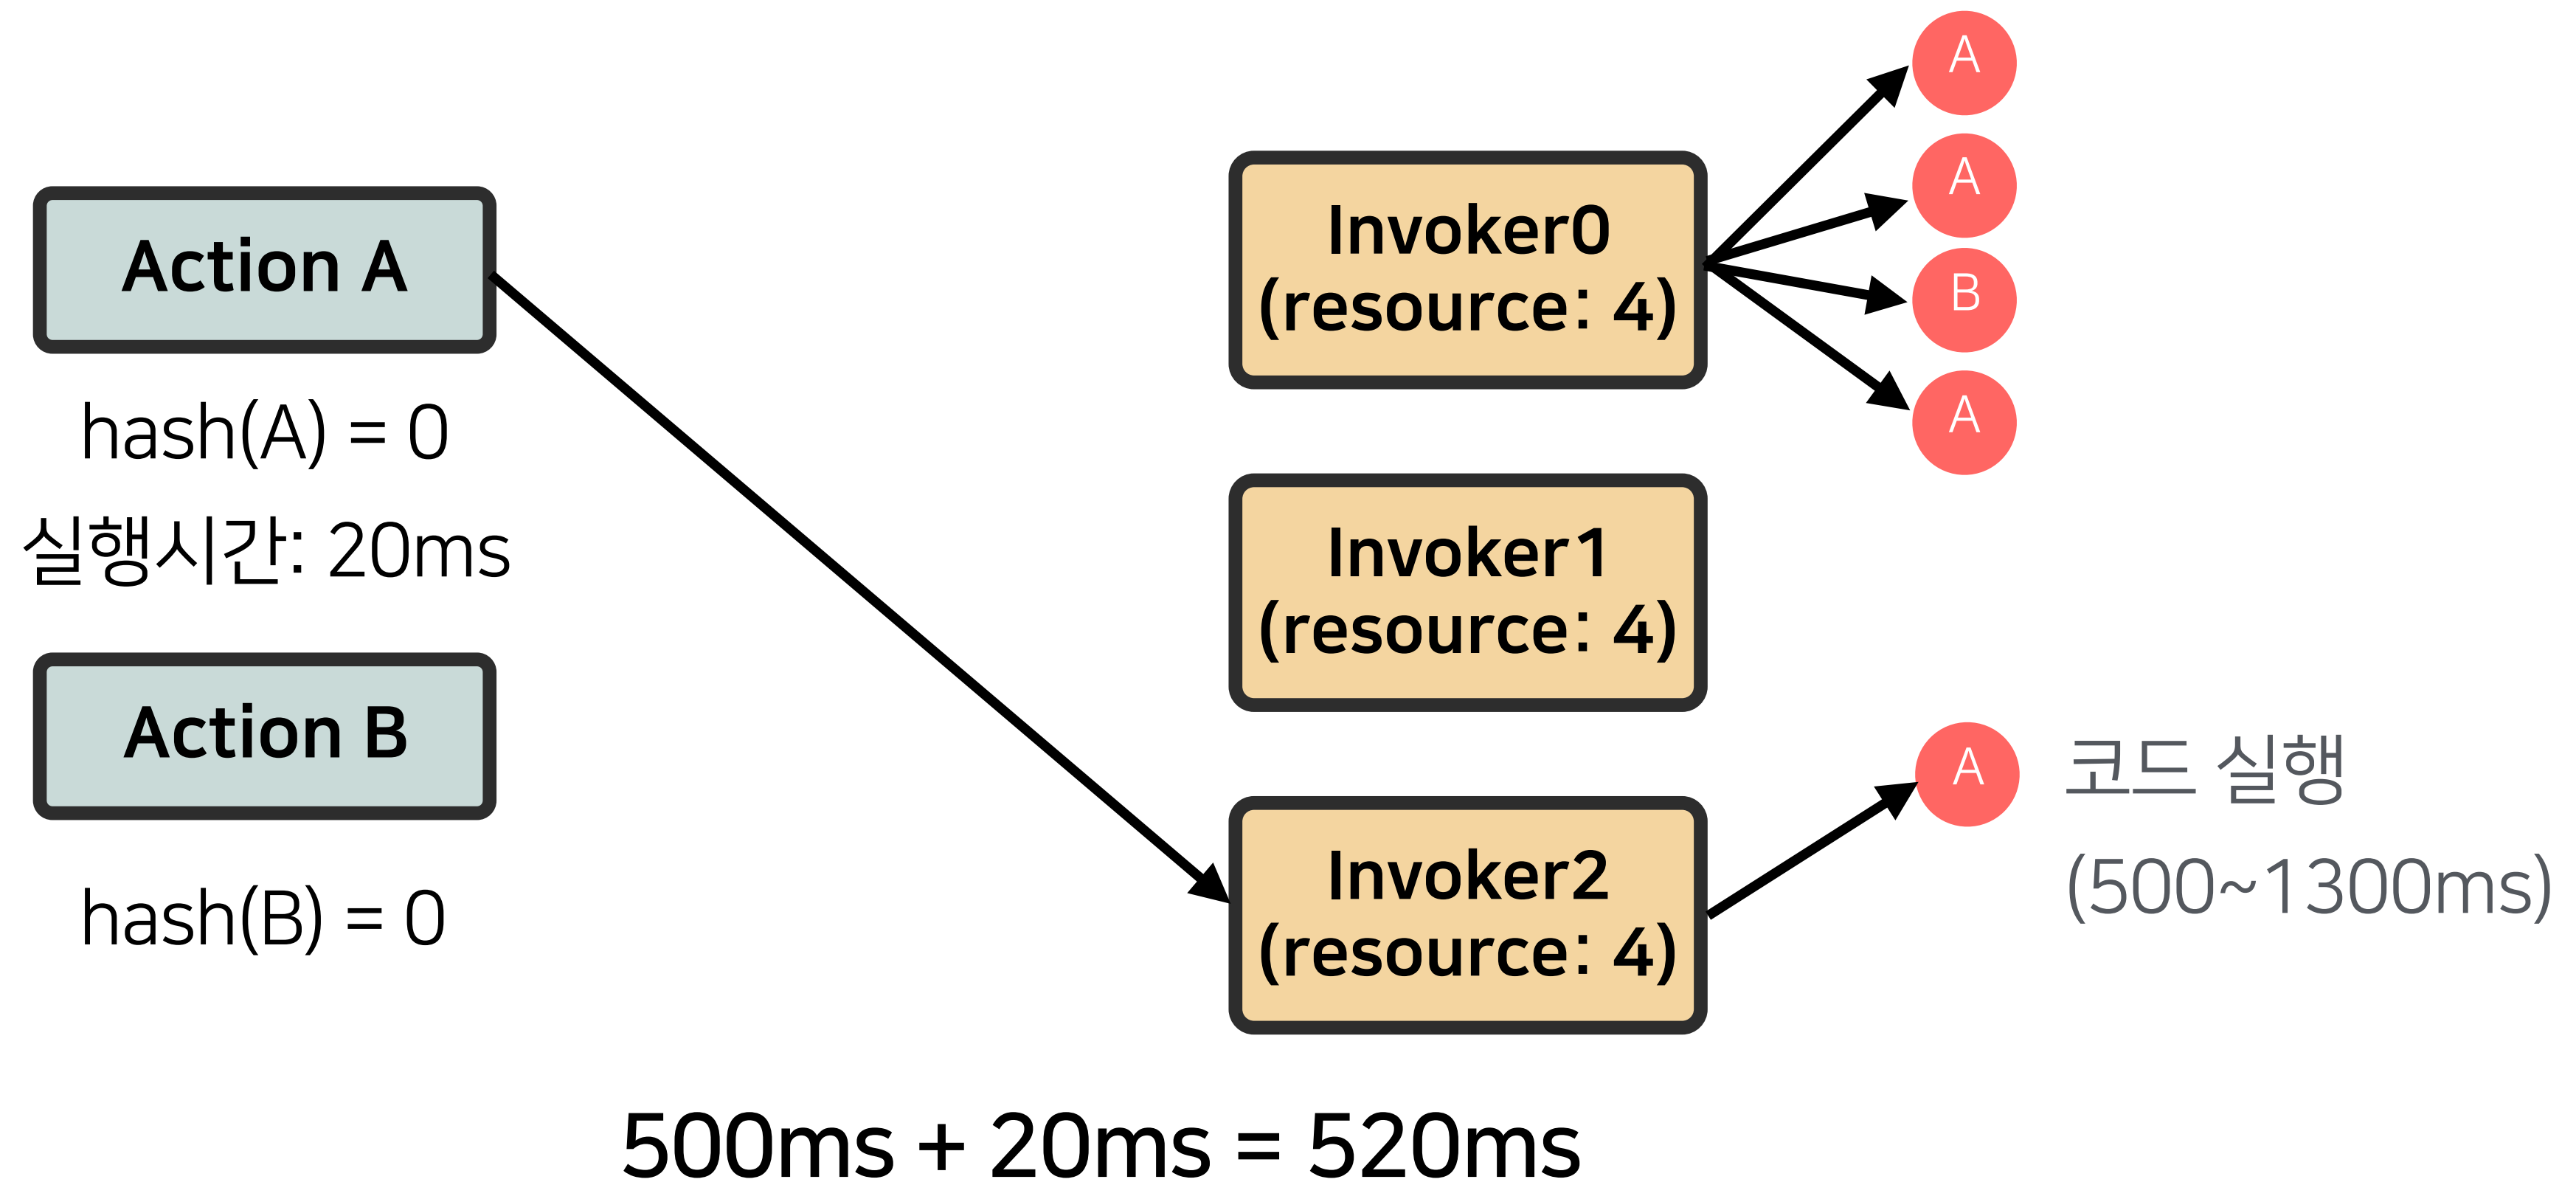 Action A
hash(A) = 0
실행시간: 20ms
Action B
hash(B) = 0
Invoker0
(resource: 4)
A
A
B
A
Invoker1
(resource: 4)
Invoker2
(resource: 4)
A
코드 실행
(500~1300ms)
500ms + 20ms = 520ms